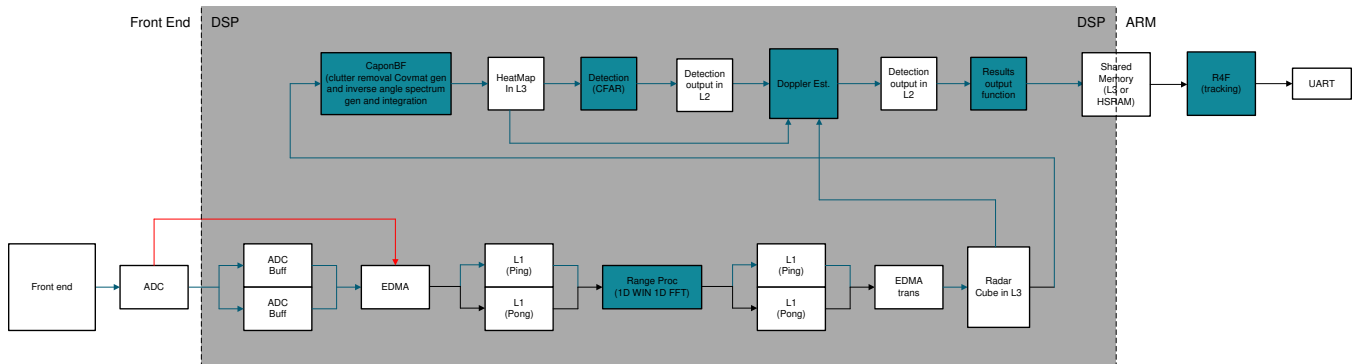 Front End
DSP
DSP
ARM
CaponBF
(clutter removal Covmat gen
and inverse angle spectrum
gen and integration)
HeatMap
In L3
Detection
(CFAR)
Detection
output in
L2
Doppler Est.
Detection
output in
L2
Results
output
function
Shared
Memory
(L3 or
HSRAM)
R4F
(tracking)
UART
Front end
ADC
ADC
Buff
ADC
Buff
EDMA
L1
(Ping)
L1
(Pong)
Range Proc
(1D WIN 1D FFT)
L1
(Ping)
L1
(Pong)
EDMA
trans
Radar
Cube in L3